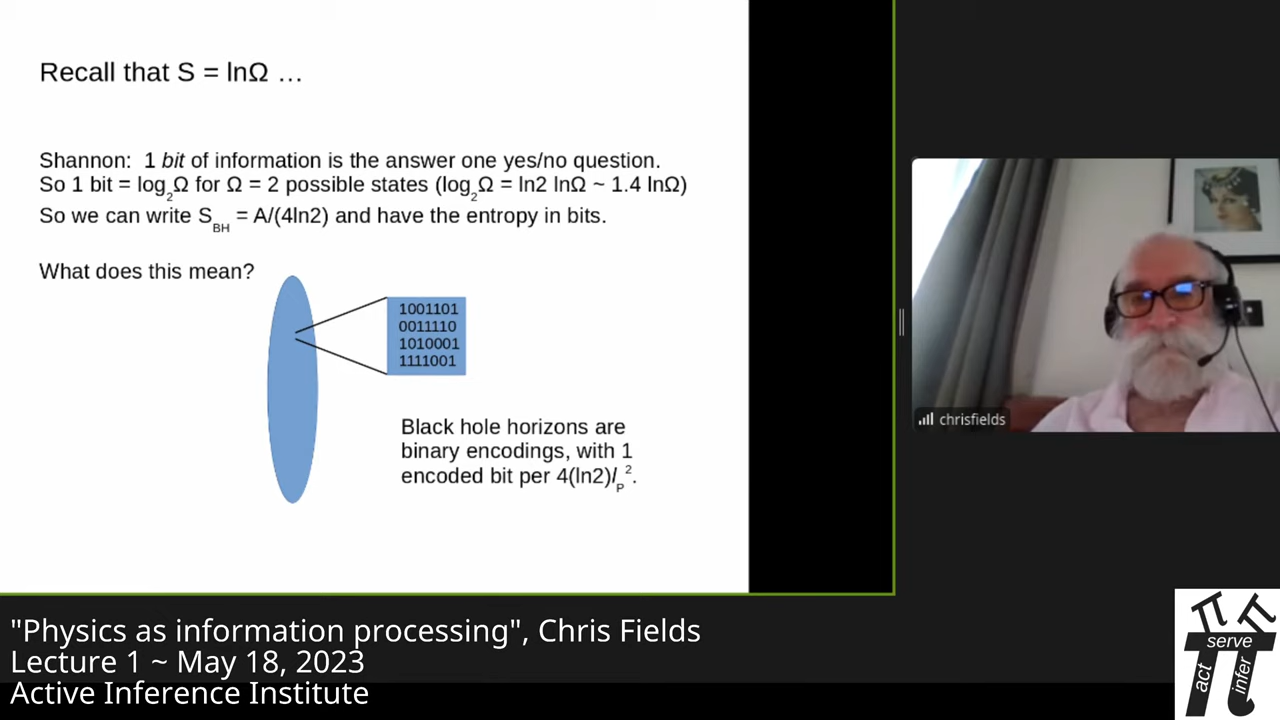 Recall that S = lnΩ …
Shannon: 1 bit of information is the answer one yes/no question.
So 1 bit = log₂Ω for Ω = 2 possible states (log₂Ω = ln2 lnΩ ~ 1.4 lnΩ)
So we can write S_BH = A/(4ln2) and have the entropy in bits.
What does this mean?
1001101
0011110
1010001
1111001
Black hole horizons are
binary encodings, with 1
encoded bit per 4(ln2)l_P².
chrisfields
"Physics as information processing", Chris Fields
Lecture 1 ~ May 18, 2023
Active Inference Institute
serve
act
infer